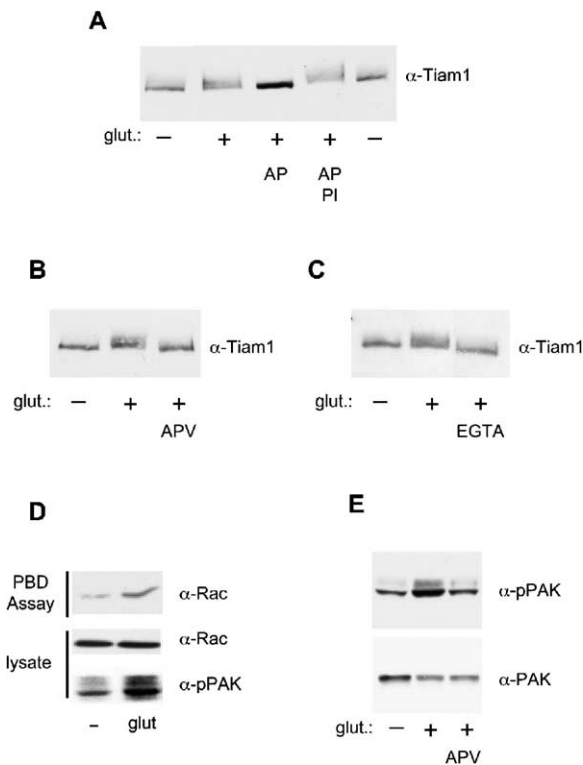 A
α-Tiam1
glut.: – + + + –
AP AP
PI
B
α-Tiam1
glut.: – + +
APV
C
α-Tiam1
glut.: – + +
EGTA
D
PBD
Assay
α-Rac
lysate
α-Rac
α-pPAK
- glut
E
α-pPAK
α-PAK
glut.: – + +
APV